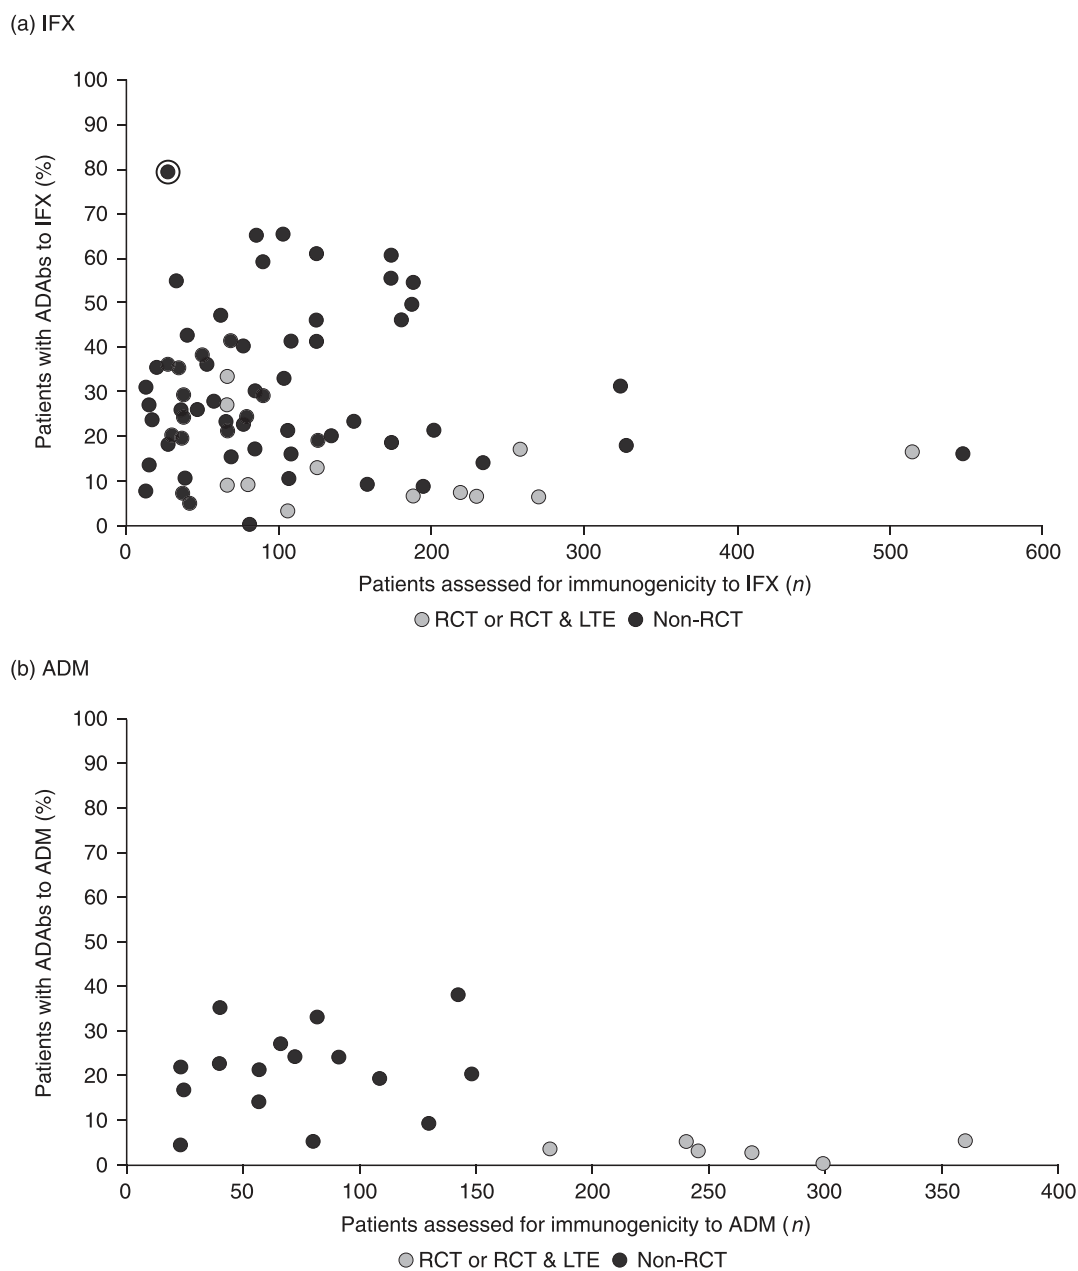 (a) IFX
100
90
80
70
60
50
40
30
20
10
0
Patients with ADAbs to IFX (%)
0 100 200 300 400 500 600
Patients assessed for immunogenicity to IFX (n)
RCT or RCT & LTE Non-RCT
(b) ADM
100
90
80
70
60
50
40
30
20
10
0
Patients with ADAbs to ADM (%)
0 50 100 150 200 250 300 350 400
Patients assessed for immunogenicity to ADM (n)
RCT or RCT & LTE Non-RCT